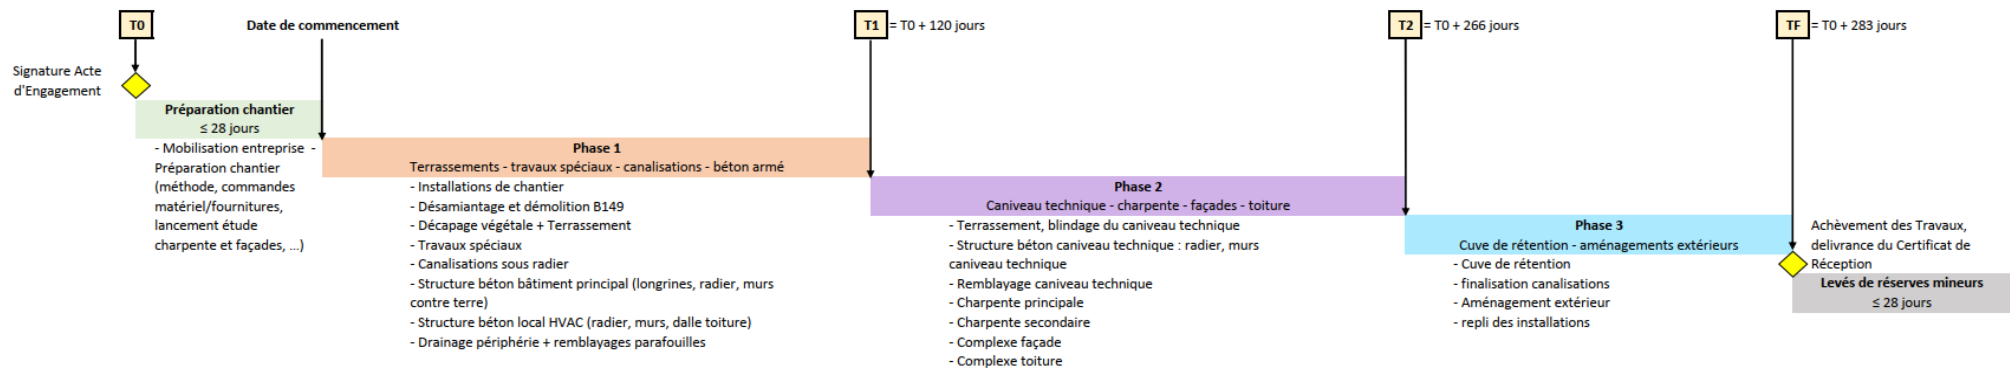 T0
Date de commencement
T1 = T0 + 120 jours
T2 = T0 + 266 jours
TF = T0 + 283 jours
Signature Acte
d'Engagement
Préparation chantier
≤ 28 jours
- Mobilisation entreprise -
Préparation chantier
(méthode, commandes
matériel/fournitures,
lancement étude
charpente et façades, ...)
Phase 1
Terrassements - travaux spéciaux - canalisations - béton armé
- Installations de chantier
- Désamiantage et démolition B149
- Décapage végétale + Terrassement
- Travaux spéciaux
- Canalisations sous radier
- Structure béton bâtiment principal (longrines, radier, murs
contre terre)
- Structure béton local HVAC (radier, murs, dalle toiture)
- Drainage périphérie + remblayages parafouilles
Phase 2
Caniveau technique - charpente - façades - toiture
- Terrassement, blindage du caniveau technique
- Structure béton caniveau technique : radier, murs
caniveau technique
- Remblayage caniveau technique
- Charpente principale
- Charpente secondaire
- Complexe façade
- Complexe toiture
Phase 3
Cuve de rétention - aménagements extérieurs
- Cuve de rétention
- finalisation canalisations
- Aménagement extérieur
- repli des installations
Achèvement des Travaux,
delivrance du Certificat de
Réception
Levés de réserves mineurs
≤ 28 jours